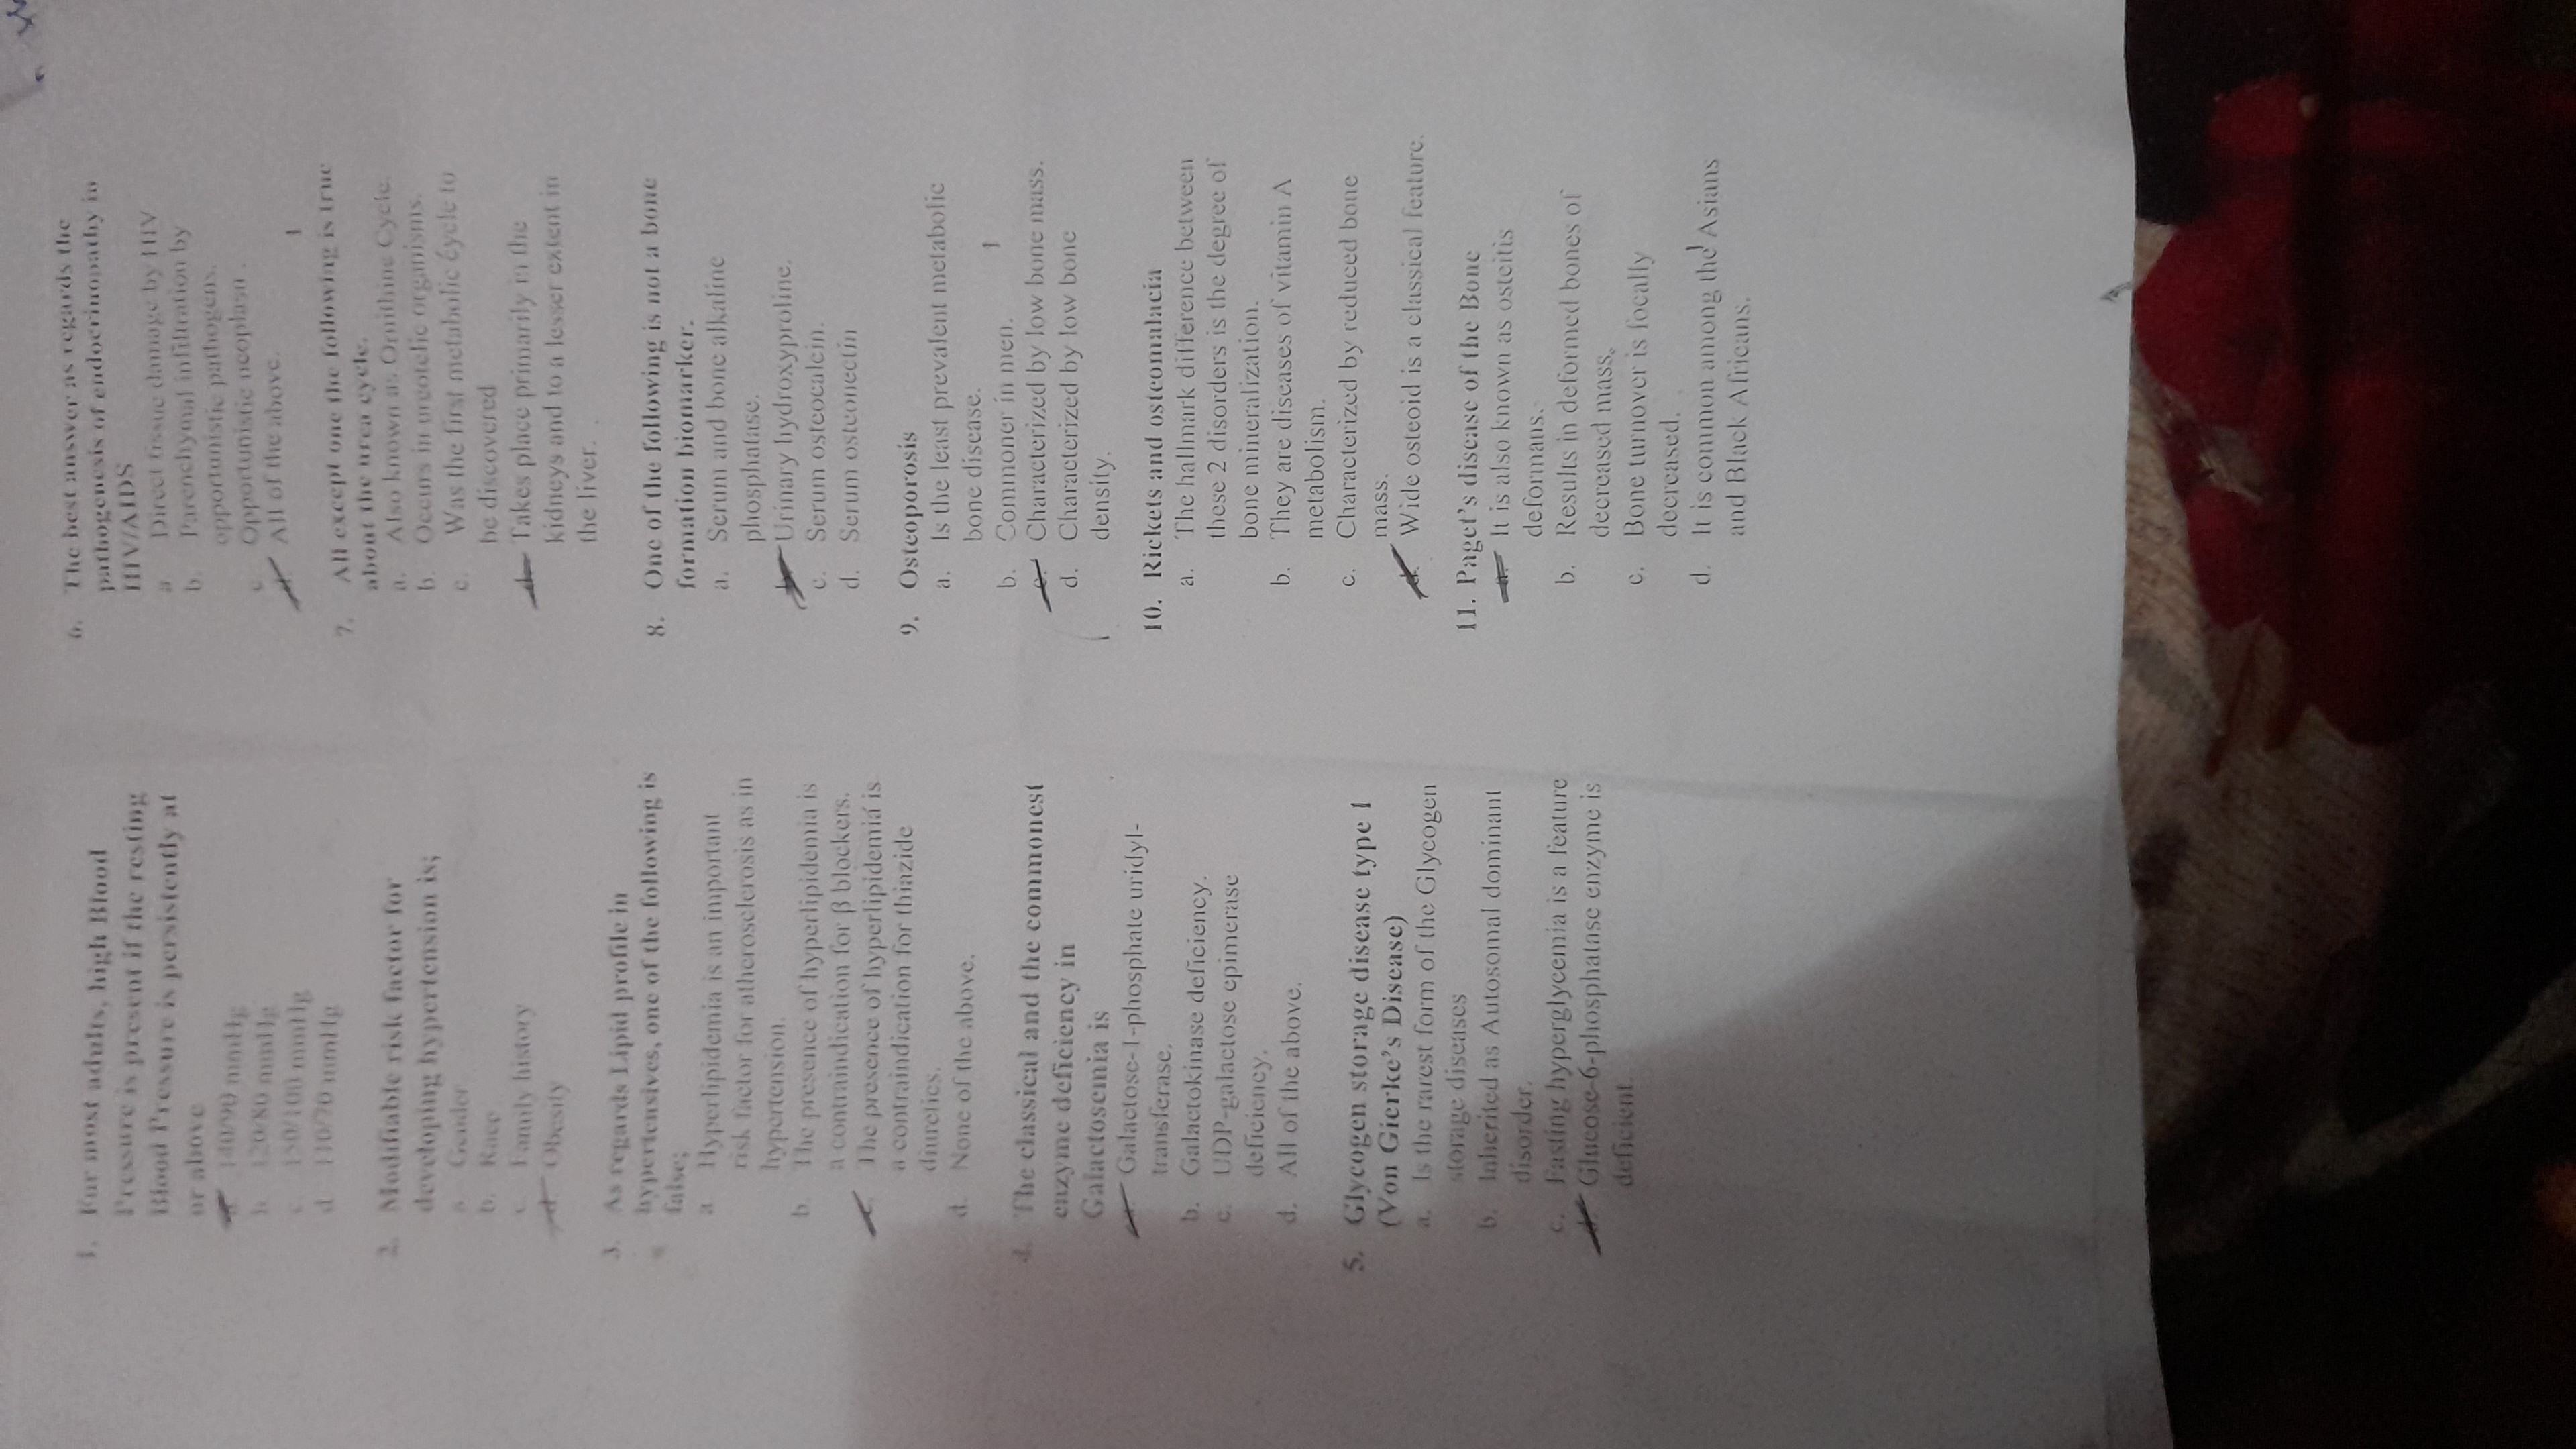 1. For most adults, high Blood
Pressure is present if the resting
Blood Pressure is persistently at
or above
a. 140/90 mmHg
b. 120/80 mmHg
c. 150/100 mmHg
d. 110/70 mmHg
2. Modifiable risk factor for
developing hypertension is;
a. Gender
b. Race
c. Family history
d. Obesity
3. As regards Lipid profile in
hypertensives, one of the following is
false;
a. Hyperlipidemia is an important
risk factor for atherosclerosis as in
hypertension.
b. The presence of hyperlipidemia is
a contraindication for β blockers.
c. The presence of hyperlipidemia is
a contraindication for thiazide
diuretics.
d. None of the above.
4. The classical and the commonest
enzyme deficiency in
Galactosemia is
a. Galactose-1-phosphate uridyl-
transferase.
b. Galactokinase deficiency.
c. UDP-galactose epimerase
deficiency.
d. All of the above.
5. Glycogen storage disease type 1
(Von Gierke's Disease)
a. Is the rarest form of the Glycogen
storage diseases
b. Inherited as Autosomal dominant
disorder.
c. Fasting hyperglycemia is a feature
d. Glucose-6-phosphatase enzyme is
deficient.
6. The best answer as regards the
pathogenesis of endocrinopathy in
HIV/AIDS
a Direct tissue damage by HIV
b. Parenchymal infiltration by
opportunistic pathogens.
c Opportunistic neoplasn .
d. All of the above.
7. All except one the following is true
about the urea cycle.
a. Also known as Ornithine Cycle.
b. Occurs in ureotelic organisms.
c. Was the first metabolic cycle to
be discovered
d. Takes place primarily in the
kidneys and to a lesser extent in
the liver.
8. One of the following is not a bone
formation biomarker.
a. Serum and bone alkaline
phosphatase.
b. Urinary hydroxyproline.
c. Serum osteocalcin.
d. Serum osteonectin
9. Osteoporosis
a. Is the least prevalent metabolic
bone disease.
b. Commoner in men.
c. Characterized by low bone mass.
d. Characterized by low bone
density.
10. Rickets and osteomalacia
a. The hallmark difference between
these 2 disorders is the degree of
bone mineralization.
b. They are diseases of vitamin A
metabolism.
c. Characterized by reduced bone
mass.
d. Wide osteoid is a classical feature.
11. Paget's disease of the Bone
a. It is also known as osteitis
deformans.
b. Results in deformed bones of
decreased mass.
c. Bone turnover is focally
decreased.
d. It is common among the Asians
and Black Africans.